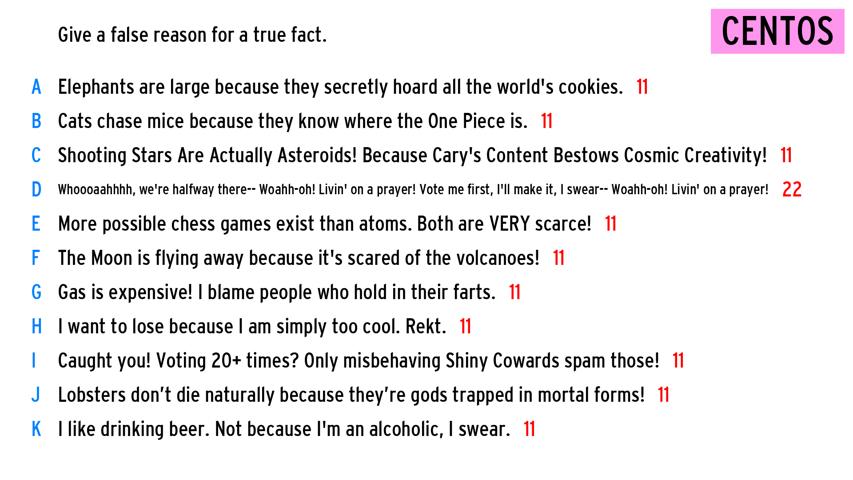 Give a false reason for a true fact.
CENTOS
A Elephants are large because they secretly hoard all the world's cookies. 11
B Cats chase mice because they know where the One Piece is. 11
C Shooting Stars Are Actually Asteroids! Because Cary's Content Bestows Cosmic Creativity! 11
D Whoooaahhhh, we're halfway there-- Woahh-oh! Livin' on a prayer! Vote me first, I'll make it, I swear-- Woahh-oh! Livin' on a prayer! 22
E More possible chess games exist than atoms. Both are VERY scarce! 11
F The Moon is flying away because it's scared of the volcanoes! 11
G Gas is expensive! I blame people who hold in their farts. 11
H I want to lose because I am simply too cool. Rekt. 11
I Caught you! Voting 20+ times? Only misbehaving Shiny Cowards spam those! 11
J Lobsters don’t die naturally because they’re gods trapped in mortal forms! 11
K I like drinking beer. Not because I'm an alcoholic, I swear. 11